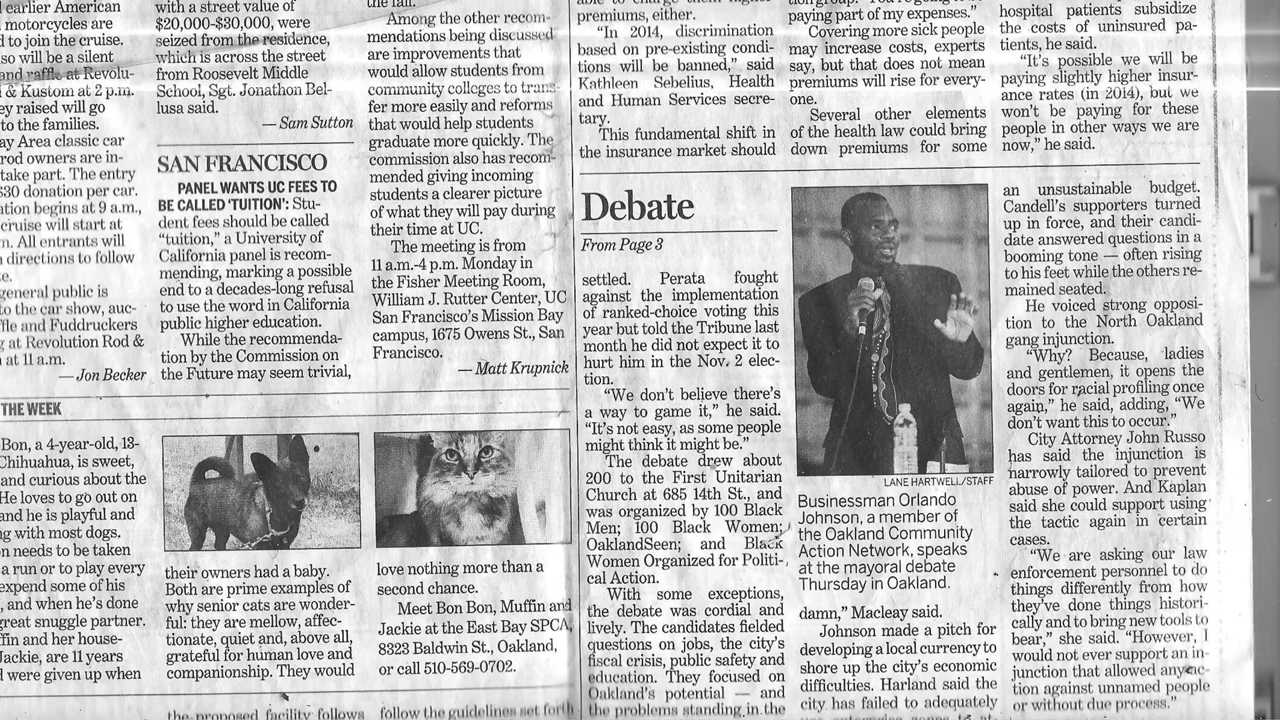 earlier American
motorcycles are
to join the cruise.
so will be a silent
and raffle at Revolu-
& Kustom at 2 p.m.
ey raised will go
to the families.
ay Area classic car
rod owners are in-
take part. The entry
$30 donation per car.
ation begins at 9 a.m.,
cruise will start at
n. All entrants will
directions to follow
e.
general public is
to the car show, auc-
ffle and Fuddruckers
g at Revolution Rod &
at 11 a.m.
— Jon Becker
with a street value of
$20,000-$30,000, were
seized from the residence,
which is across the street
from Roosevelt Middle
School, Sgt. Jonathon Bel-
lusa said.
— Sam Sutton
SAN FRANCISCO
PANEL WANTS UC FEES TO
BE CALLED ‘TUITION’: Stu-
dent fees should be called
“tuition,” a University of
California panel is recom-
mending, marking a possible
end to a decades-long refusal
to use the word in California
public higher education.
While the recommenda-
tion by the Commission on
the Future may seem trivial,
the fall.
Among the other recom-
mendations being discussed
are improvements that
would allow students from
community colleges to trans-
fer more easily and reforms
that would help students
graduate more quickly. The
commission also has recom-
mended giving incoming
students a clearer picture
of what they will pay during
their time at UC.
The meeting is from
11 a.m.-4 p.m. Monday in
the Fisher Meeting Room,
William J. Rutter Center, UC
San Francisco’s Mission Bay
campus, 1675 Owens St., San
Francisco.
— Matt Krupnick
THE WEEK
Bon, a 4-year-old, 13-
Chihuahua, is sweet,
and curious about the
He loves to go out on
and he is playful and
ng with most dogs.
n needs to be taken
a run or to play every
expend some of his
, and when he’s done
great snuggle partner.
ffin and her house-
Jackie, are 11 years
were given up when
their owners had a baby.
Both are prime examples of
why senior cats are wonder-
ful: they are mellow, affec-
tionate, quiet and, above all,
grateful for human love and
companionship. They would
love nothing more than a
second chance.
Meet Bon Bon, Muffin and
Jackie at the East Bay SPCA,
8323 Baldwin St., Oakland,
or call 510-569-0702.
the proposed facility follows
follow the guidelines set forth
able to charge them higher
premiums, either.
“In 2014, discrimination
based on pre-existing condi-
tions will be banned,” said
Kathleen Sebelius, Health
and Human Services secre-
tary.
This fundamental shift in
the insurance market should
paying part of my expenses.”
Covering more sick people
may increase costs, experts
say, but that does not mean
premiums will rise for every-
one.
Several other elements
of the health law could bring
down premiums for some
hospital patients subsidize
the costs of uninsured pa-
tients, he said.
“It’s possible we will be
paying slightly higher insur-
ance rates (in 2014), but we
won’t be paying for these
people in other ways we are
now,” he said.
Debate
From Page 3
settled. Perata fought
against the implementation
of ranked-choice voting this
year but told the Tribune last
month he did not expect it to
hurt him in the Nov. 2 elec-
tion.
“We don’t believe there’s
a way to game it,” he said.
“It’s not easy, as some people
might think it might be.”
The debate drew about
200 to the First Unitarian
Church at 685 14th St., and
was organized by 100 Black
Men; 100 Black Women;
OaklandSeen; and Black
Women Organized for Politi-
cal Action.
With some exceptions,
the debate was cordial and
lively. The candidates fielded
questions on jobs, the city’s
fiscal crisis, public safety and
education. They focused on
Oakland’s potential — and
the problems standing in the
LANE HARTWELL/STAFF
Businessman Orlando
Johnson, a member of
the Oakland Community
Action Network, speaks
at the mayoral debate
Thursday in Oakland.
damn,” Macleay said.
Johnson made a pitch for
developing a local currency to
shore up the city’s economic
difficulties. Harland said the
city has failed to adequately
an unsustainable budget.
Candell’s supporters turned
up in force, and their candi-
date answered questions in a
booming tone — often rising
to his feet while the others re-
mained seated.
He voiced strong opposi-
tion to the North Oakland
gang injunction.
“Why? Because, ladies
and gentlemen, it opens the
doors for racial profiling once
again,” he said, adding, “We
don’t want this to occur.”
City Attorney John Russo
has said the injunction is
narrowly tailored to prevent
abuse of power. And Kaplan
said she could support using
the tactic again in certain
cases.
“We are asking our law
enforcement personnel to do
things differently from how
they’ve done things histori-
cally and to bring new tools to
bear,” she said. “However, I
would not ever support an in-
junction that allowed any ac-
tion against unnamed people
or without due process.”